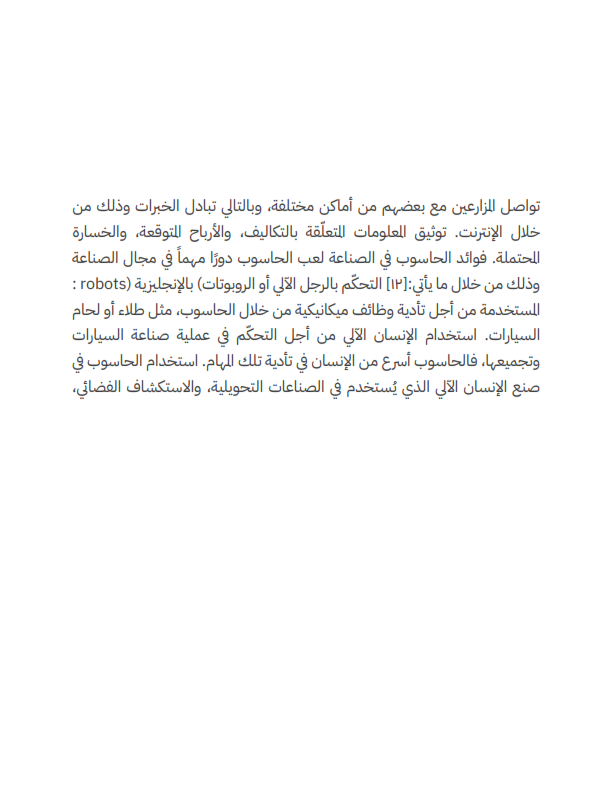 تواصل المزارعين مع بعضهم من أماكن مختلفة، وبالتالي تبادل الخبرات وذلك من
خلال الإنترنت. توثيق المعلومات المتعلّقة بالتكاليف، والأرباح المتوقعة، والخسارة
المحتملة. فوائد الحاسوب في الصناعة لعب الحاسوب دورًا مهماً في مجال الصناعة
وذلك من خلال ما يأتي:[١٢] التحكّم بالرجل الآلي أو الروبوتات) بالإنجليزية (robots :
المستخدمة من أجل تأدية وظائف ميكانيكية من خلال الحاسوب، مثل طلاء أو لحام
السيارات. استخدام الإنسان الآلي من أجل التحكّم في عملية صناعة السيارات
وتجميعها، فالحاسوب أسرع من الإنسان في تأدية تلك المهام. استخدام الحاسوب في
صنع الإنسان الآلي الذي يُستخدم في الصناعات التحويلية، والاستكشاف الفضائي،